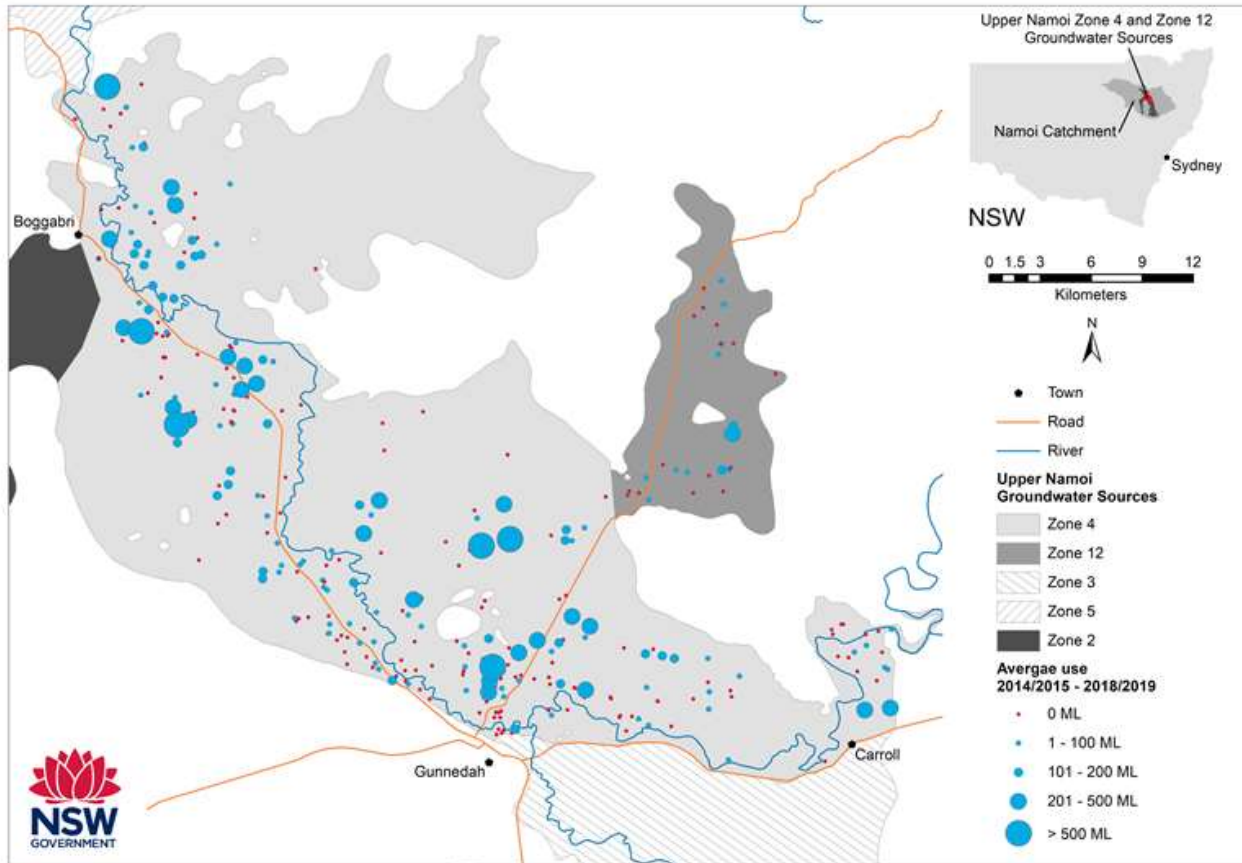 Upper Namoi Zone 4 and Zone 12
Groundwater Sources
Namoi Catchment
Sydney
NSW
0 1.5 3 6 9 12
Kilometers
N
Boggabri
Gunnedah
Carroll
Town
Road
River
Upper Namoi
Groundwater Sources
Zone 4
Zone 12
Zone 3
Zone 5
Zone 2
Avergae use
2014/2015 - 2018/2019
0 ML
1 - 100 ML
101 - 200 ML
201 - 500 ML
> 500 ML
NSW
GOVERNMENT